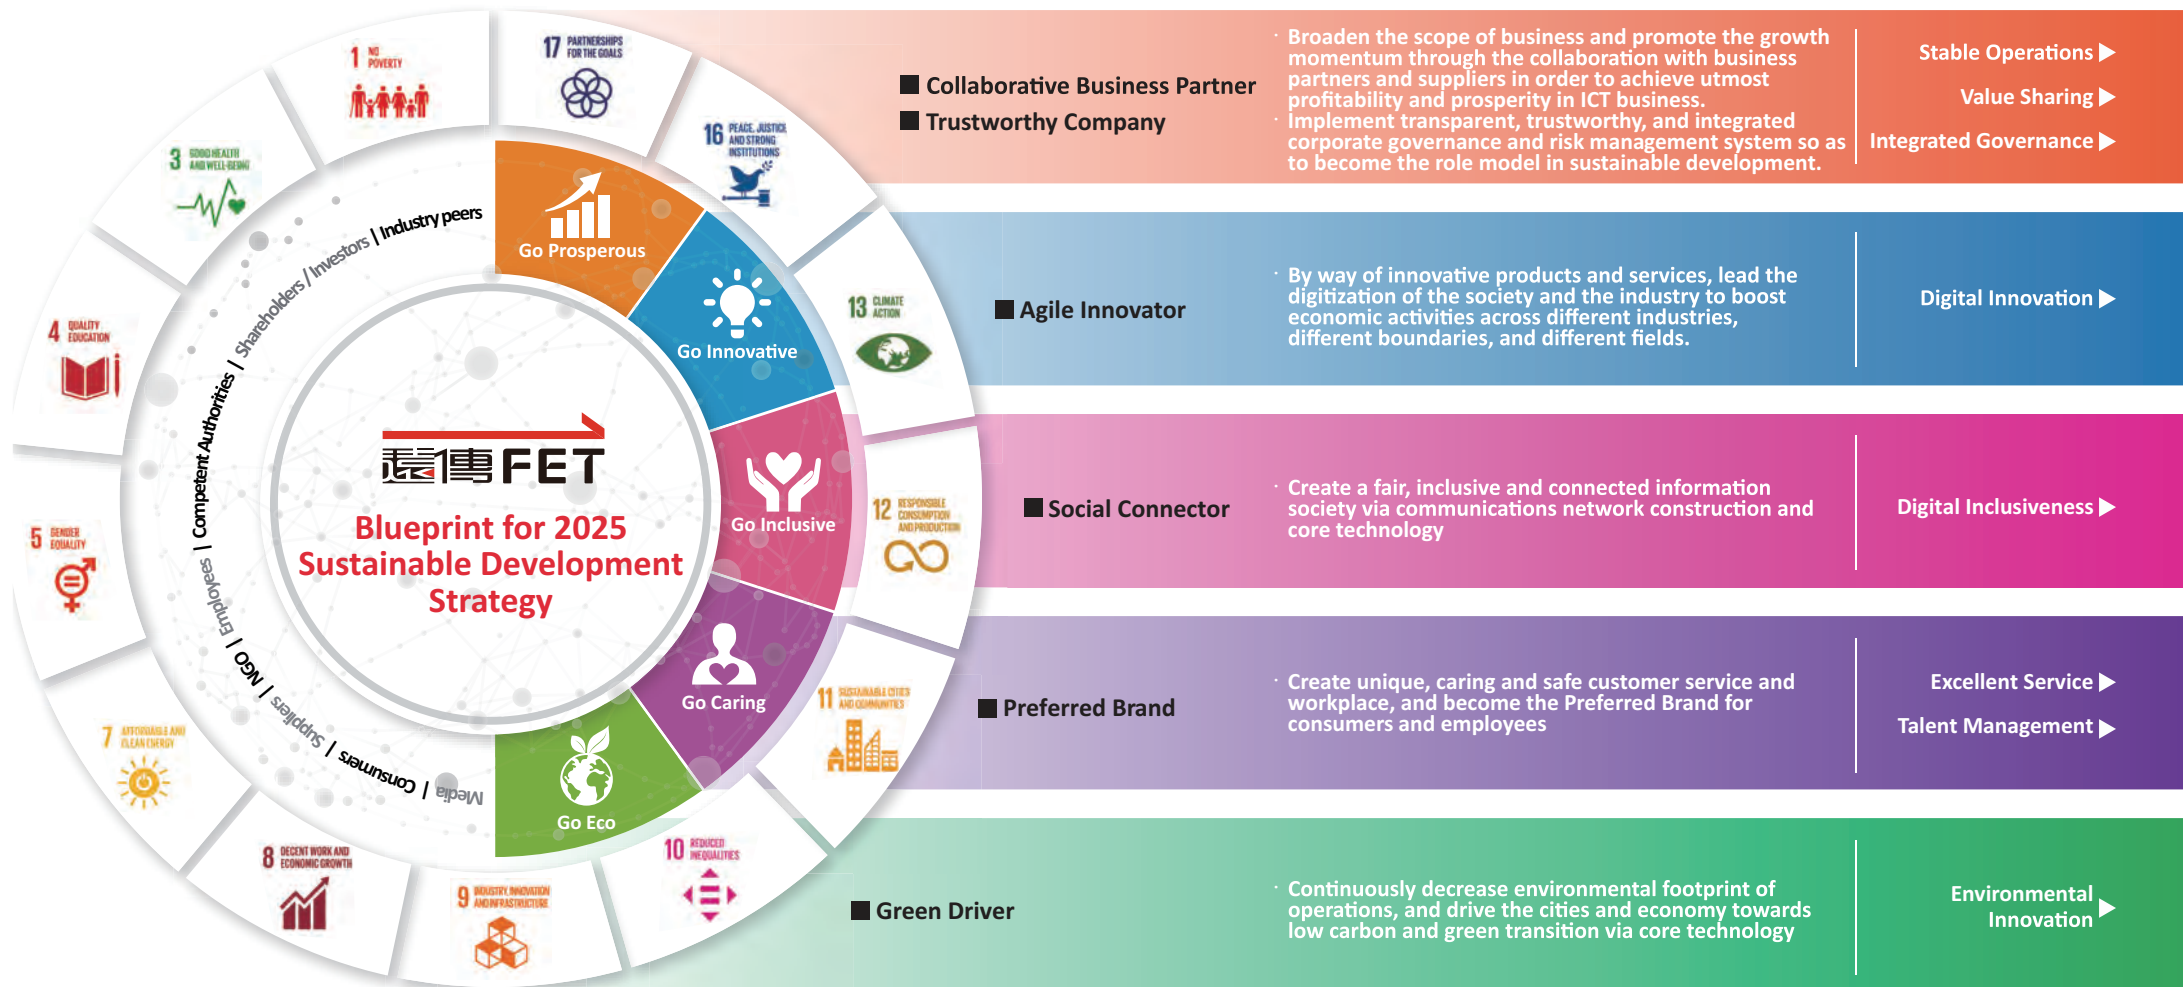 1 NO
POVERTY
17 PARTNERSHIPS
FOR THE GOALS
16 PEACE, JUSTICE
AND STRONG
INSTITUTIONS
3 GOOD HEALTH
AND WELL-BEING
13 CLIMATE
ACTION
4 QUALITY
EDUCATION
12 RESPONSIBLE
CONSUMPTION
AND PRODUCTION
5 GENDER
EQUALITY
11 SUSTAINABLE CITIES
AND COMMUNITIES
7 AFFORDABLE AND
CLEAN ENERGY
10 REDUCED
INEQUALITIES
8 DECENT WORK AND
ECONOMIC GROWTH
9 INDUSTRY, INNOVATION
AND INFRASTRUCTURE
Media | Consumers | Suppliers | NGO | Employees | Competent Authorities | Shareholders / Investors | Industry peers
Go Prosperous
Go Innovative
Go Inclusive
Go Caring
Go Eco
遠傳 FET
Blueprint for 2025
Sustainable Development
Strategy
■ Collaborative Business Partner
■ Trustworthy Company
· Broaden the scope of business and promote the growth
momentum through the collaboration with business
partners and suppliers in order to achieve utmost
profitability and prosperity in ICT business.
· Implement transparent, trustworthy, and integrated
corporate governance and risk management system so as
to become the role model in sustainable development.
Stable Operations ▶
Value Sharing ▶
Integrated Governance ▶
■ Agile Innovator
· By way of innovative products and services, lead the
digitization of the society and the industry to boost
economic activities across different industries,
different boundaries, and different fields.
Digital Innovation ▶
■ Social Connector
· Create a fair, inclusive and connected information
society via communications network construction and
core technology
Digital Inclusiveness ▶
■ Preferred Brand
· Create unique, caring and safe customer service and
workplace, and become the Preferred Brand for
consumers and employees
Excellent Service ▶
Talent Management ▶
■ Green Driver
· Continuously decrease environmental footprint of
operations, and drive the cities and economy towards
low carbon and green transition via core technology
Environmental
Innovation ▶